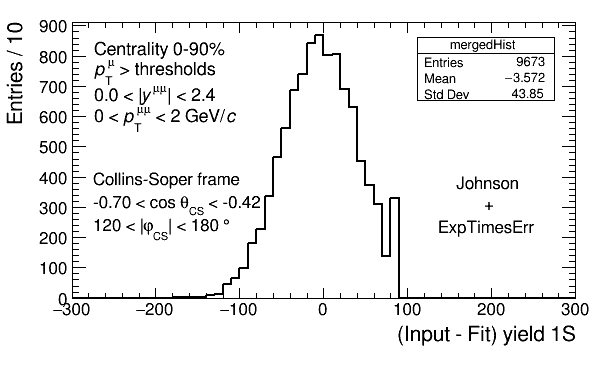 Entries / 10
900
800
700
600
500
400
300
200
100
0
Centrality 0-90%
p_T^μ > thresholds
0.0 < |y^μμ| < 2.4
0 < p_T^μμ < 2 GeV/c
Collins-Soper frame
-0.70 < cos θ_CS < -0.42
120 < |φ_CS| < 180 °
mergedHist
Entries 9673
Mean −3.572
Std Dev 43.85
Johnson
+
ExpTimesErr
−300 −200 −100 0 100 200 300
(Input - Fit) yield 1S